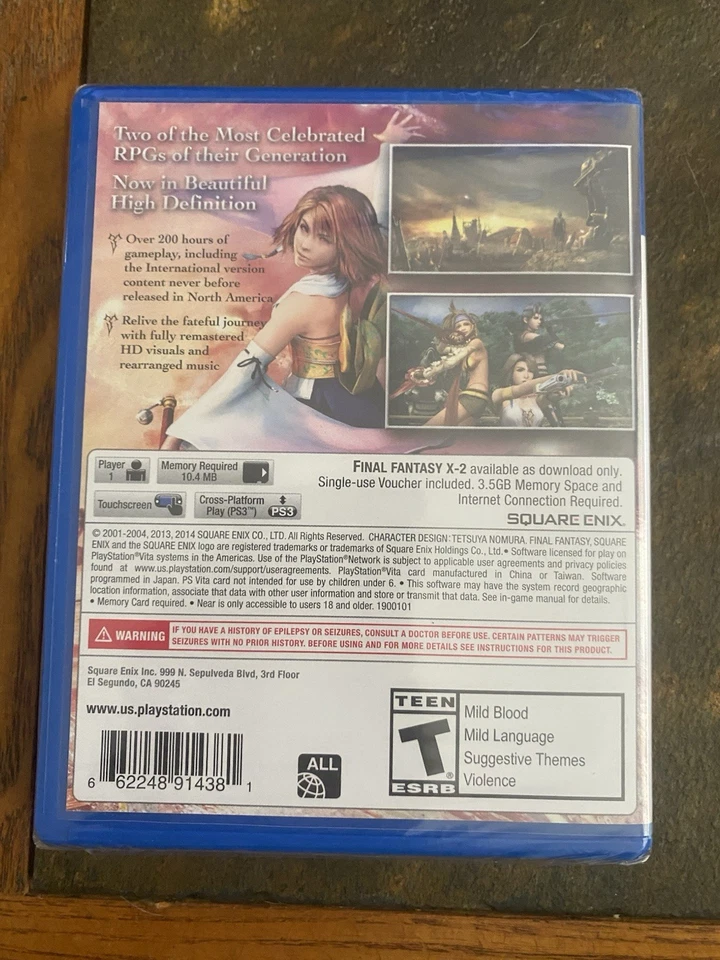 Two of the Most Celebrated
RPGs of their Generation
Now in Beautiful
High Definition
Over 200 hours of
gameplay, including
the International version
content never before
released in North America
Relive the fateful journey
with fully remastered
HD visuals and
rearranged music
Player
1
Memory Required
10.4 MB
Touchscreen
Cross-Platform
Play (PS3™)
PS3
FINAL FANTASY X-2 available as download only.
Single-use Voucher included. 3.5GB Memory Space and
Internet Connection Required.
SQUARE ENIX.
© 2001-2004, 2013, 2014 SQUARE ENIX CO., LTD. All Rights Reserved. CHARACTER DESIGN: TETSUYA NOMURA. FINAL FANTASY, SQUARE
ENIX and the SQUARE ENIX logo are registered trademarks or trademarks of Square Enix Holdings Co., Ltd. • Software licensed for play on
PlayStation®Vita systems in the Americas. Use of the PlayStation®Network is subject to applicable user agreements and privacy policies
found at www.us.playstation.com/support/useragreements. PlayStation®Vita card manufactured in China or Taiwan. Software
programmed in Japan. PS Vita card not intended for use by children under 6. • This software may have the system record geographic
location information, associate that data with other user information and store or transmit that data. See in-game manual for details.
• Memory Card required. • Near is only accessible to users 18 and older. 1900101
WARNING
IF YOU HAVE A HISTORY OF EPILEPSY OR SEIZURES, CONSULT A DOCTOR BEFORE USE. CERTAIN PATTERNS MAY TRIGGER
SEIZURES WITH NO PRIOR HISTORY. BEFORE USING AND FOR MORE DETAILS SEE INSTRUCTIONS FOR THIS PRODUCT.
Square Enix Inc. 999 N. Sepulveda Blvd, 3rd Floor
El Segundo, CA 90245
www.us.playstation.com
6 62248 91438 1
ALL
TEEN
T®
ESRB
Mild Blood
Mild Language
Suggestive Themes
Violence